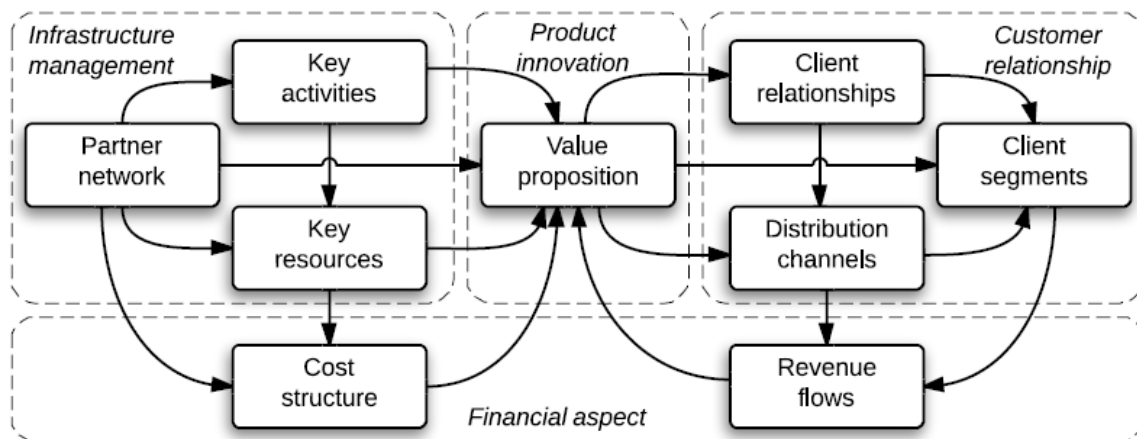 Infrastructure
management
Key
activities
Partner
network
Key
resources
Product
innovation
Value
proposition
Customer
relationship
Client
relationships
Client
segments
Distribution
channels
Cost
structure
Revenue
flows
Financial aspect